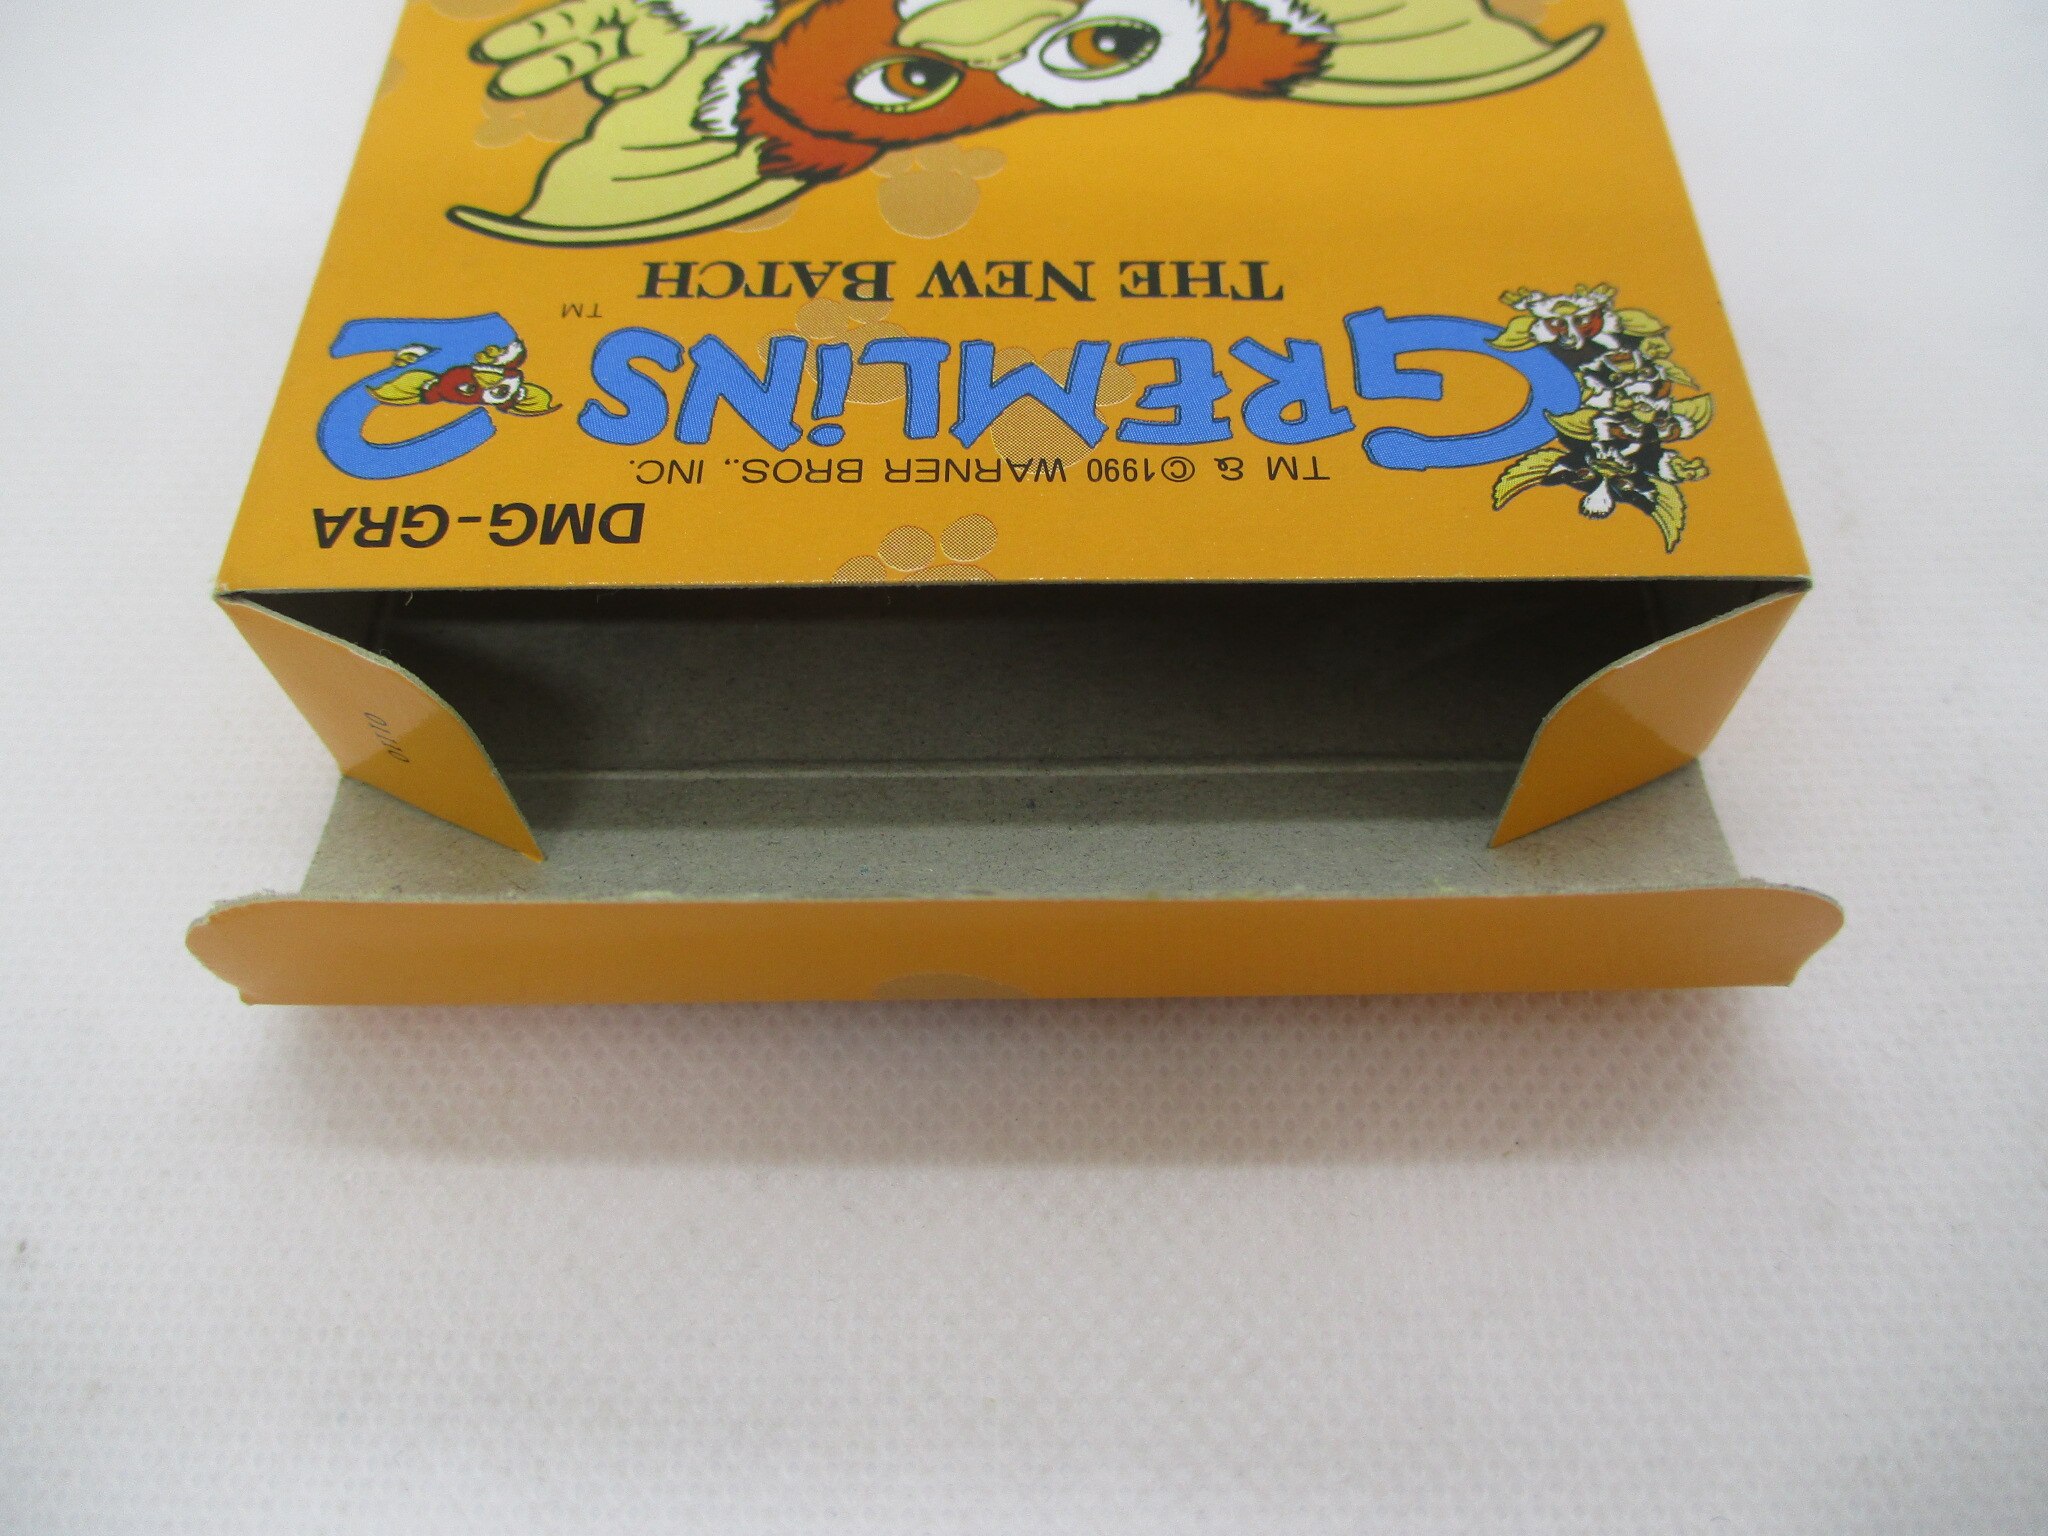 DMG-GRA
TM & ©1990 WARNER BROS., INC.
GREMLiNS 2
TM
THE NEW BATCH